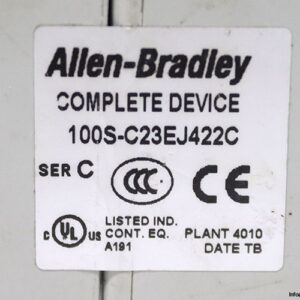 Allen-Bradley
COMPLETE DEVICE
100S-C23EJ422C
SER C
CCC
CE
c UL us
LISTED IND.
CONT. EQ.
A191
PLANT 4010
DATE TB